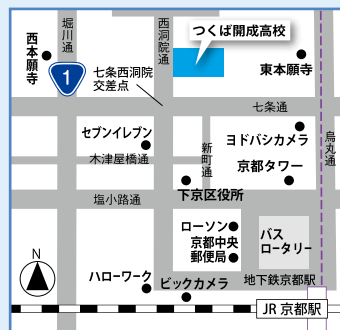 堀川通
西洞院通
つくば開成高校
西本願寺
1
七条西洞院
交差点
東本願寺
七条通
セブンイレブン
ヨドバシカメラ
烏丸通
木津屋橋通
新町通
京都タワー
下京区役所
塩小路通
ローソン
京都中央
郵便局
バス
ロータリー
N
ハローワーク
ビックカメラ
地下鉄京都駅
JR 京都駅